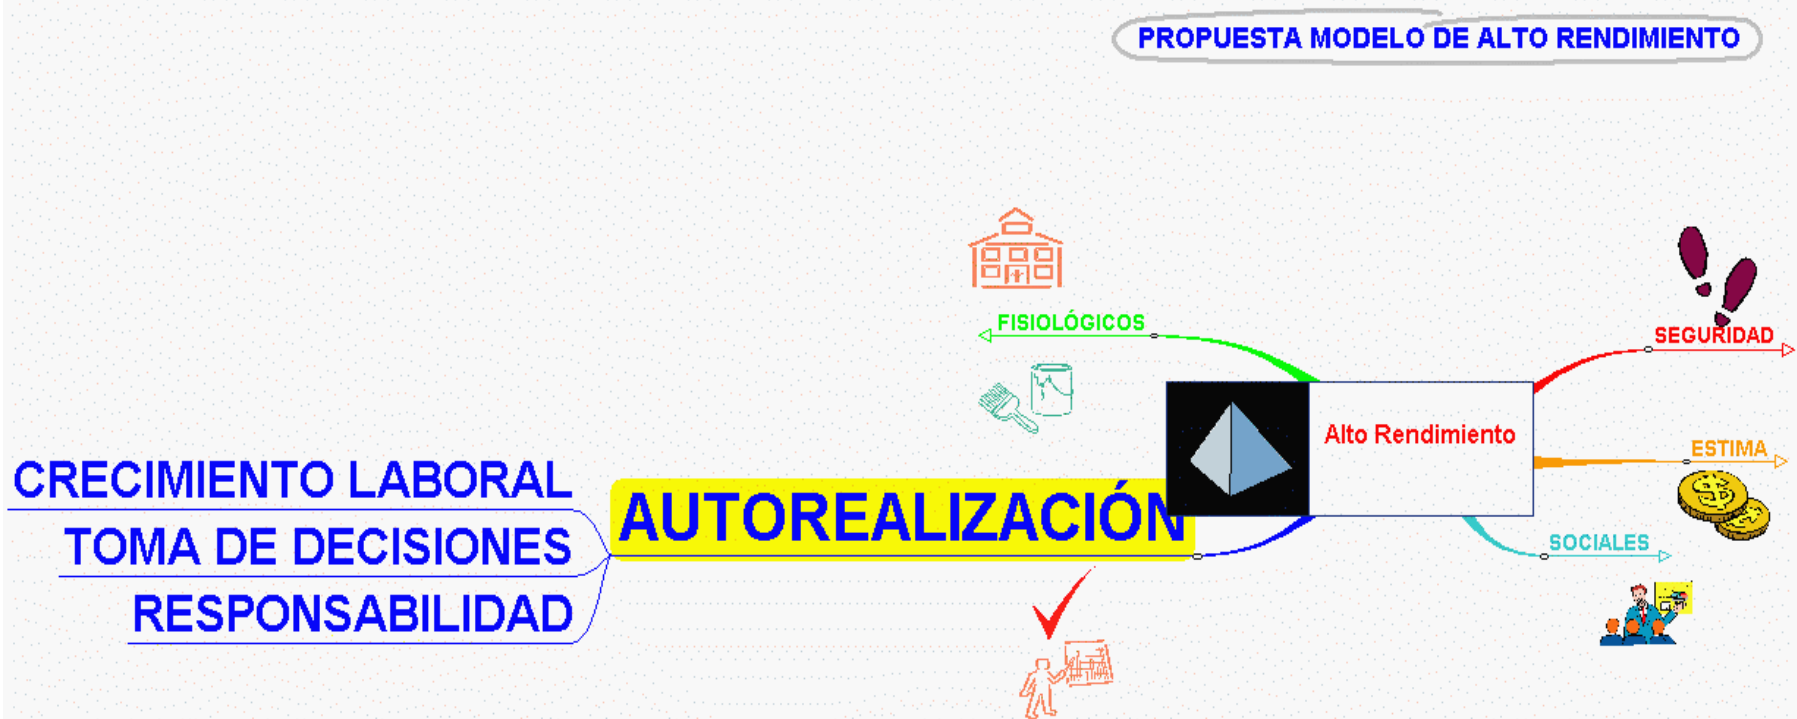 PROPUESTA MODELO DE ALTO RENDIMIENTO
FISIOLÓGICOS
SEGURIDAD
Alto Rendimiento
ESTIMA
CRECIMIENTO LABORAL
AUTOREALIZACIÓN
TOMA DE DECISIONES
SOCIALES
RESPONSABILIDAD